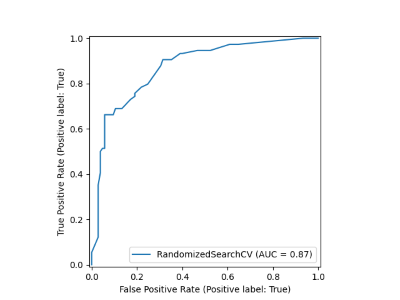 1.0
0.8
0.6
0.4
0.2
0.0
True Positive Rate (Positive label: True)
RandomizedSearchCV (AUC = 0.87)
0.0 0.2 0.4 0.6 0.8 1.0
False Positive Rate (Positive label: True)